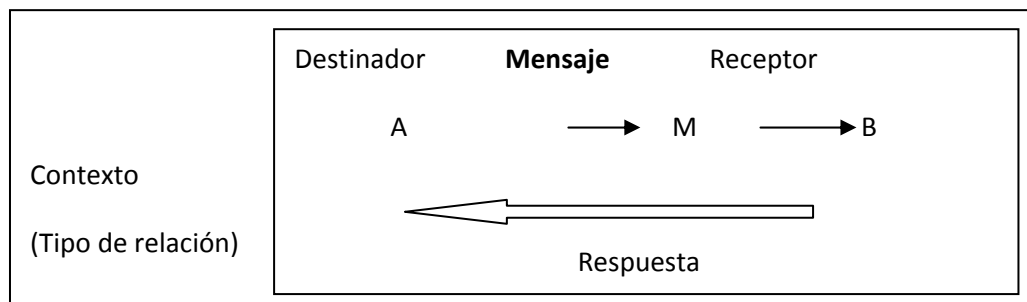 Destinador Mensaje Receptor
A M B
Contexto
(Tipo de relación)
Respuesta